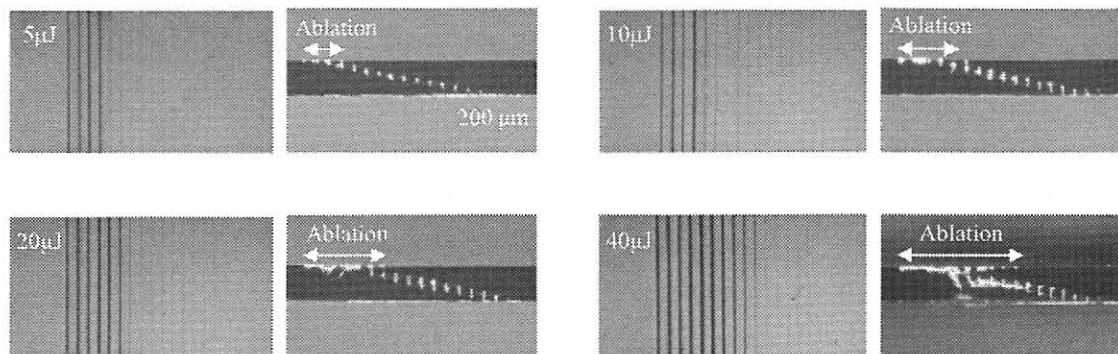 5μJ
Ablation
200 μm
10μJ
Ablation
20μJ
Ablation
40μJ
Ablation